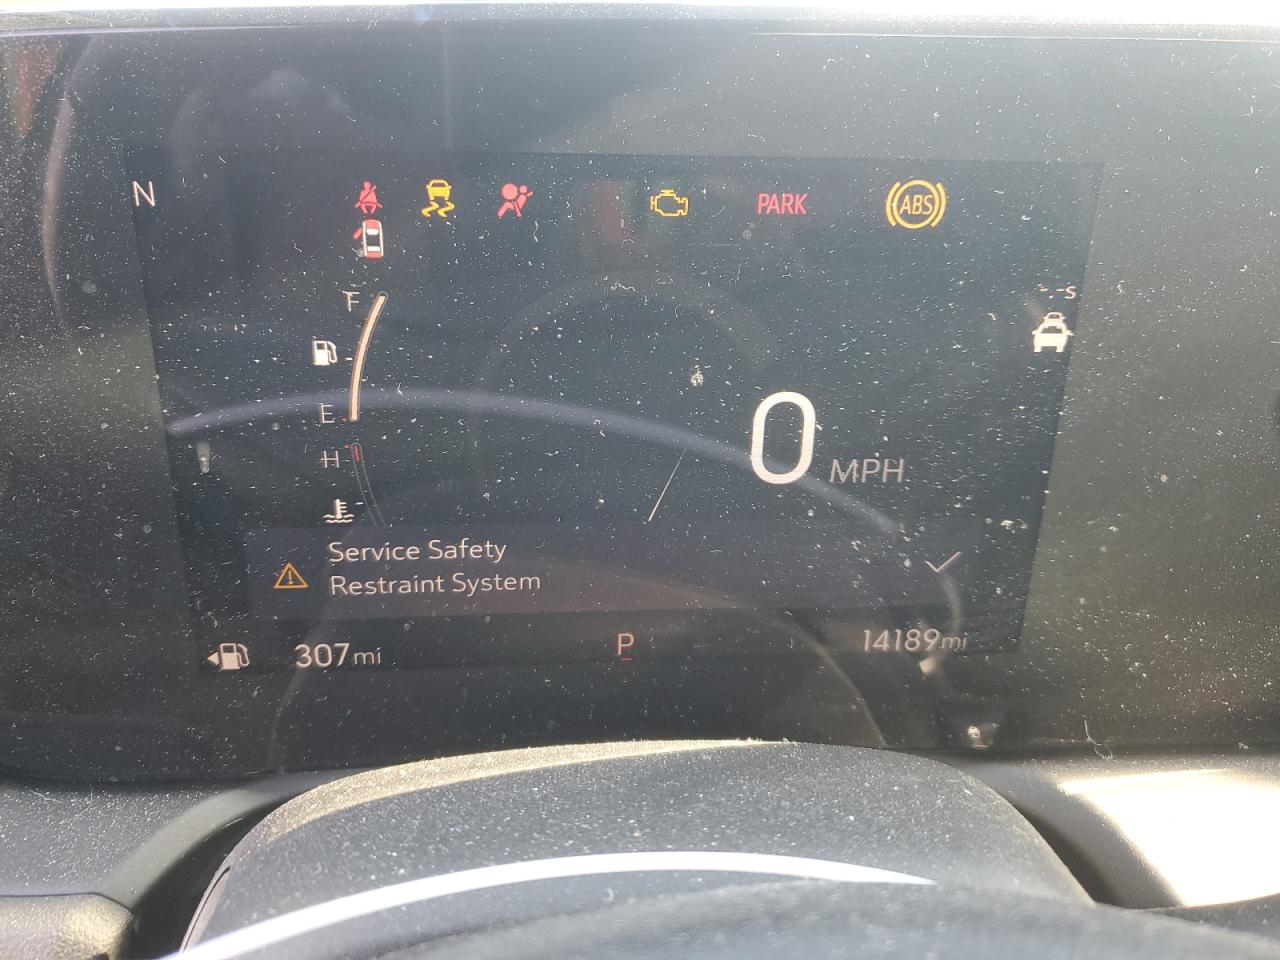 N
PARK
ABS
F
-.-s
E
H
0 MPH
Service Safety
Restraint System
307mi
P
14189mi